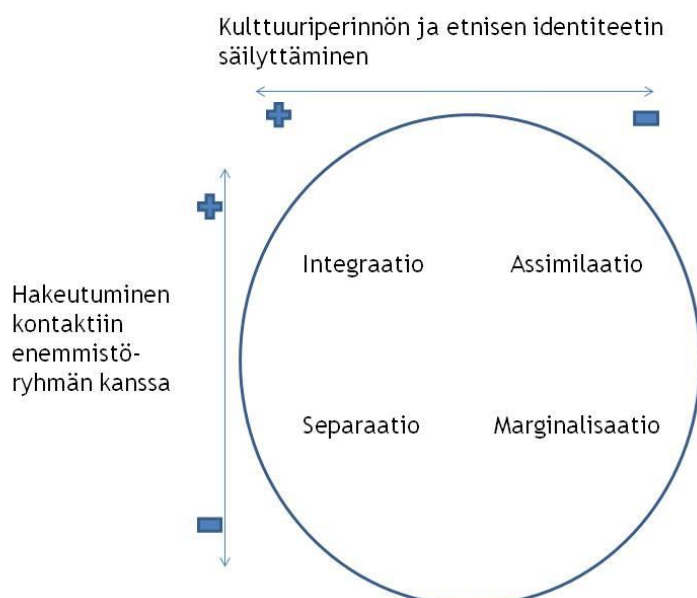 Kulttuuriperinnön ja etnisen identiteetin
säilyttäminen
Integraatio
Assimilaatio
Hakeutuminen
kontaktiin
enemmistö-
ryhmän kanssa
Separaatio
Marginalisaatio